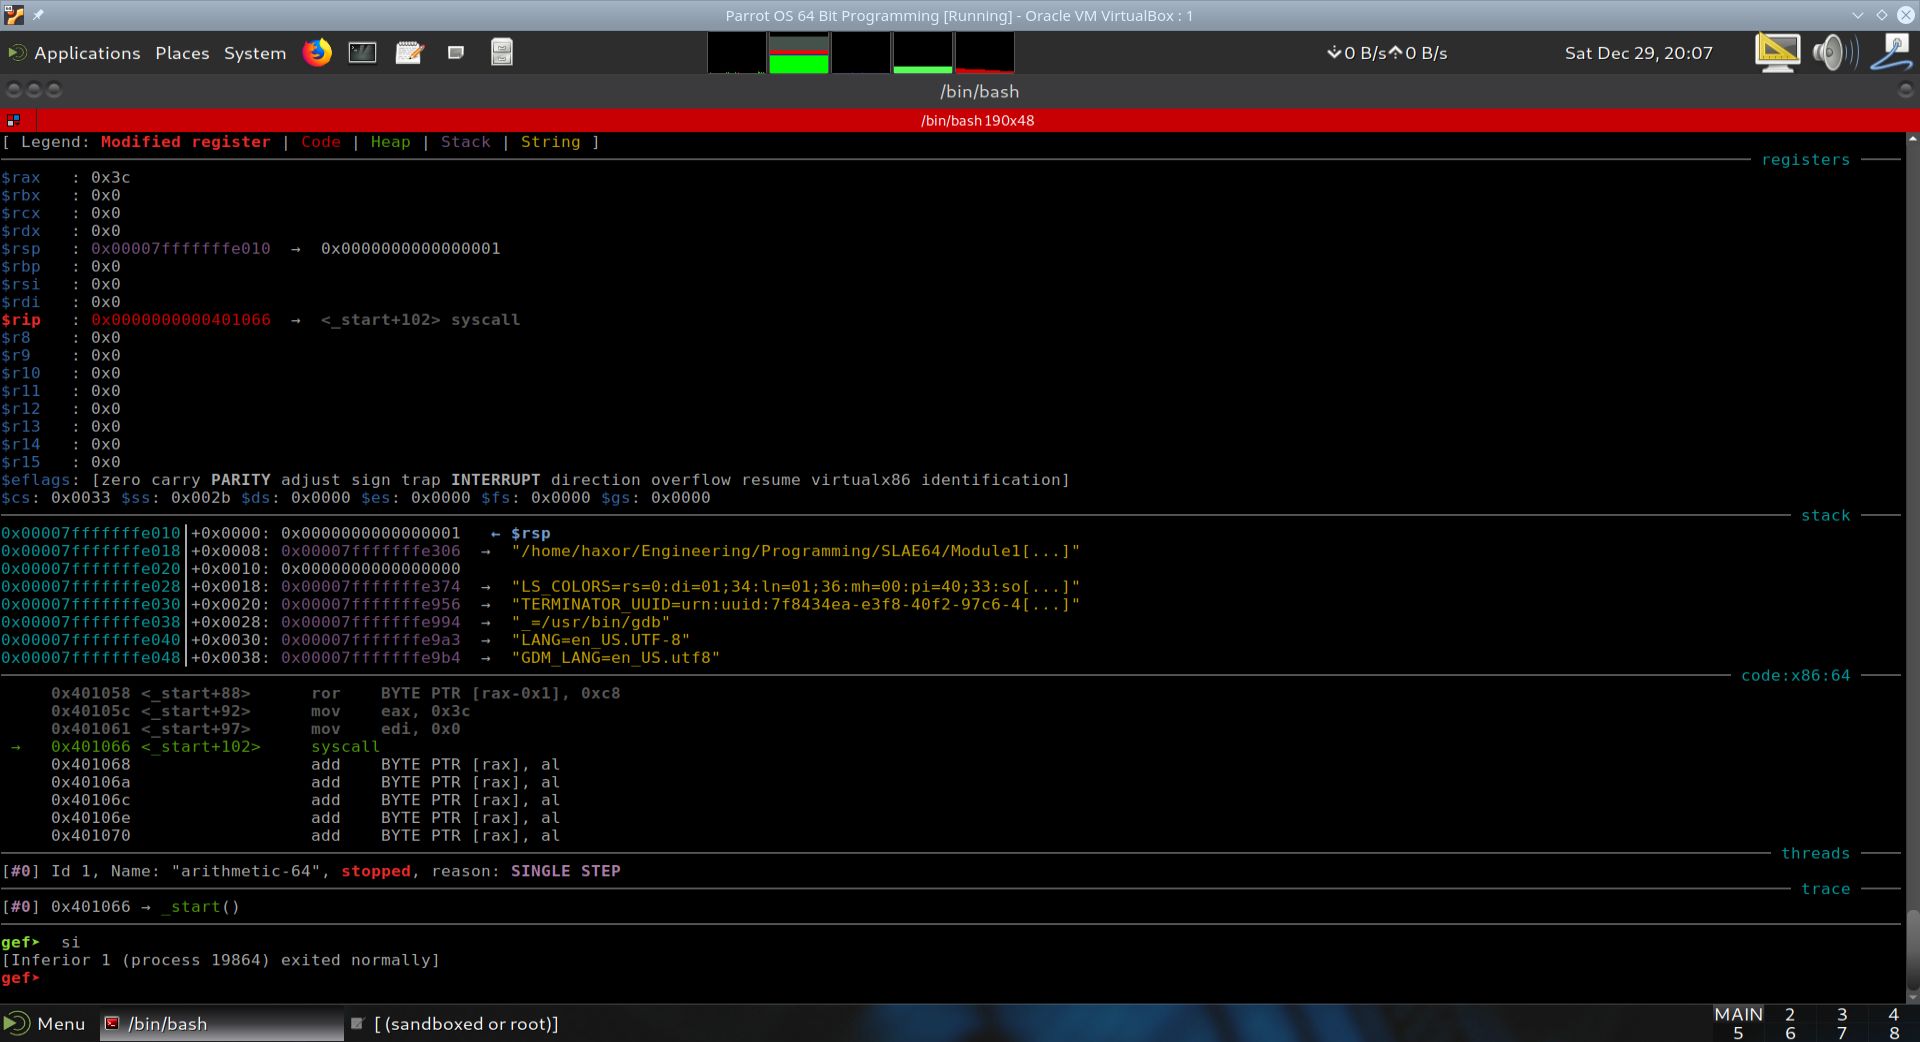 Parrot OS 64 Bit Programming [Running] - Oracle VM VirtualBox : 1
Applications Places System 0 B/s 0 B/s Sat Dec 29, 20:07
/bin/bash
/bin/bash 190x48
[ Legend: Modified register | Code | Heap | Stack | String ]
registers
$rax : 0x3c
$rbx : 0x0
$rcx : 0x0
$rdx : 0x0
$rsp : 0x00007fffffffe010 → 0x0000000000000001
$rbp : 0x0
$rsi : 0x0
$rdi : 0x0
$rip : 0x0000000000401066 → <_start+102> syscall
$r8 : 0x0
$r9 : 0x0
$r10 : 0x0
$r11 : 0x0
$r12 : 0x0
$r13 : 0x0
$r14 : 0x0
$r15 : 0x0
$eflags: [zero carry PARITY adjust sign trap INTERRUPT direction overflow resume virtualx86 identification]
$cs: 0x0033 $ss: 0x002b $ds: 0x0000 $es: 0x0000 $fs: 0x0000 $gs: 0x0000
stack
0x00007fffffffe010│+0x0000: 0x0000000000000001 ← $rsp
0x00007fffffffe018│+0x0008: 0x00007fffffffe306 → "/home/haxor/Engineering/Programming/SLAE64/Module1[...]"
0x00007fffffffe020│+0x0010: 0x0000000000000000
0x00007fffffffe028│+0x0018: 0x00007fffffffe374 → "LS_COLORS=rs=0:di=01;34:ln=01;36:mh=00:pi=40;33:so[...]"
0x00007fffffffe030│+0x0020: 0x00007fffffffe956 → "TERMINATOR_UUID=urn:uuid:7f8434ea-e3f8-40f2-97c6-4[...]"
0x00007fffffffe038│+0x0028: 0x00007fffffffe994 → "_=/usr/bin/gdb"
0x00007fffffffe040│+0x0030: 0x00007fffffffe9a3 → "LANG=en_US.UTF-8"
0x00007fffffffe048│+0x0038: 0x00007fffffffe9b4 → "GDM_LANG=en_US.utf8"
code:x86:64
0x401058 <_start+88> ror BYTE PTR [rax-0x1], 0xc8
0x40105c <_start+92> mov eax, 0x3c
0x401061 <_start+97> mov edi, 0x0
→ 0x401066 <_start+102> syscall
0x401068 add BYTE PTR [rax], al
0x40106a add BYTE PTR [rax], al
0x40106c add BYTE PTR [rax], al
0x40106e add BYTE PTR [rax], al
0x401070 add BYTE PTR [rax], al
threads
[#0] Id 1, Name: "arithmetic-64", stopped, reason: SINGLE STEP
trace
[#0] 0x401066 → _start()
gef➤ si
[Inferior 1 (process 19864) exited normally]
gef➤
Menu /bin/bash [ (sandboxed or root)] MAIN 2 3 4
5 6 7 8